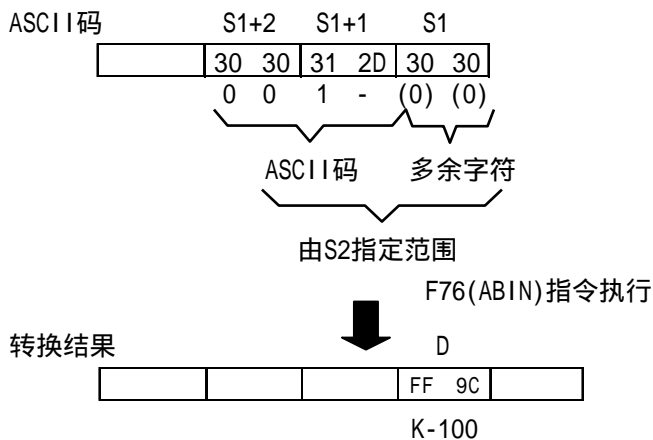 ASCII码 S1+2 S1+1 S1
30 30 31 2D 30 30
0 0 1 - (0) (0)
ASCII码 多余字符
由S2指定范围
F76(ABIN)指令执行
转换结果 D
FF 9C
K-100